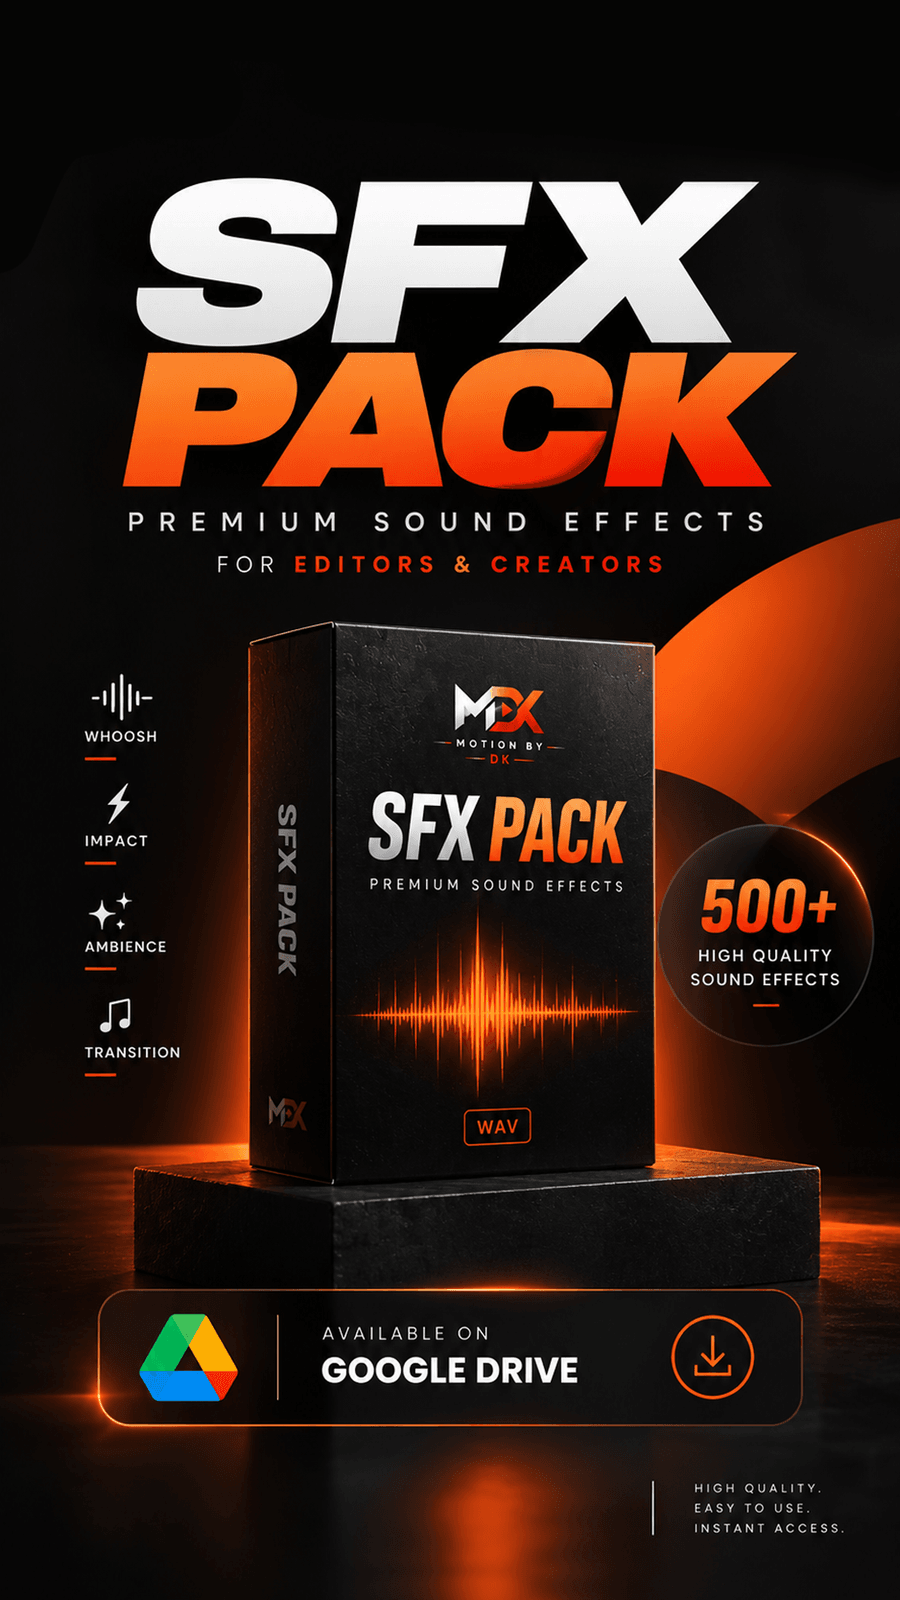 SFX
PACK
PREMIUM SOUND EFFECTS
FOR EDITORS & CREATORS
WHOOSH
IMPACT
AMBIENCE
TRANSITION
SFX PACK
MDX
MDX
MOTION BY
DK
SFX PACK
PREMIUM SOUND EFFECTS
WAV
500+
HIGH QUALITY
SOUND EFFECTS
AVAILABLE ON
GOOGLE DRIVE
HIGH QUALITY.
EASY TO USE.
INSTANT ACCESS.